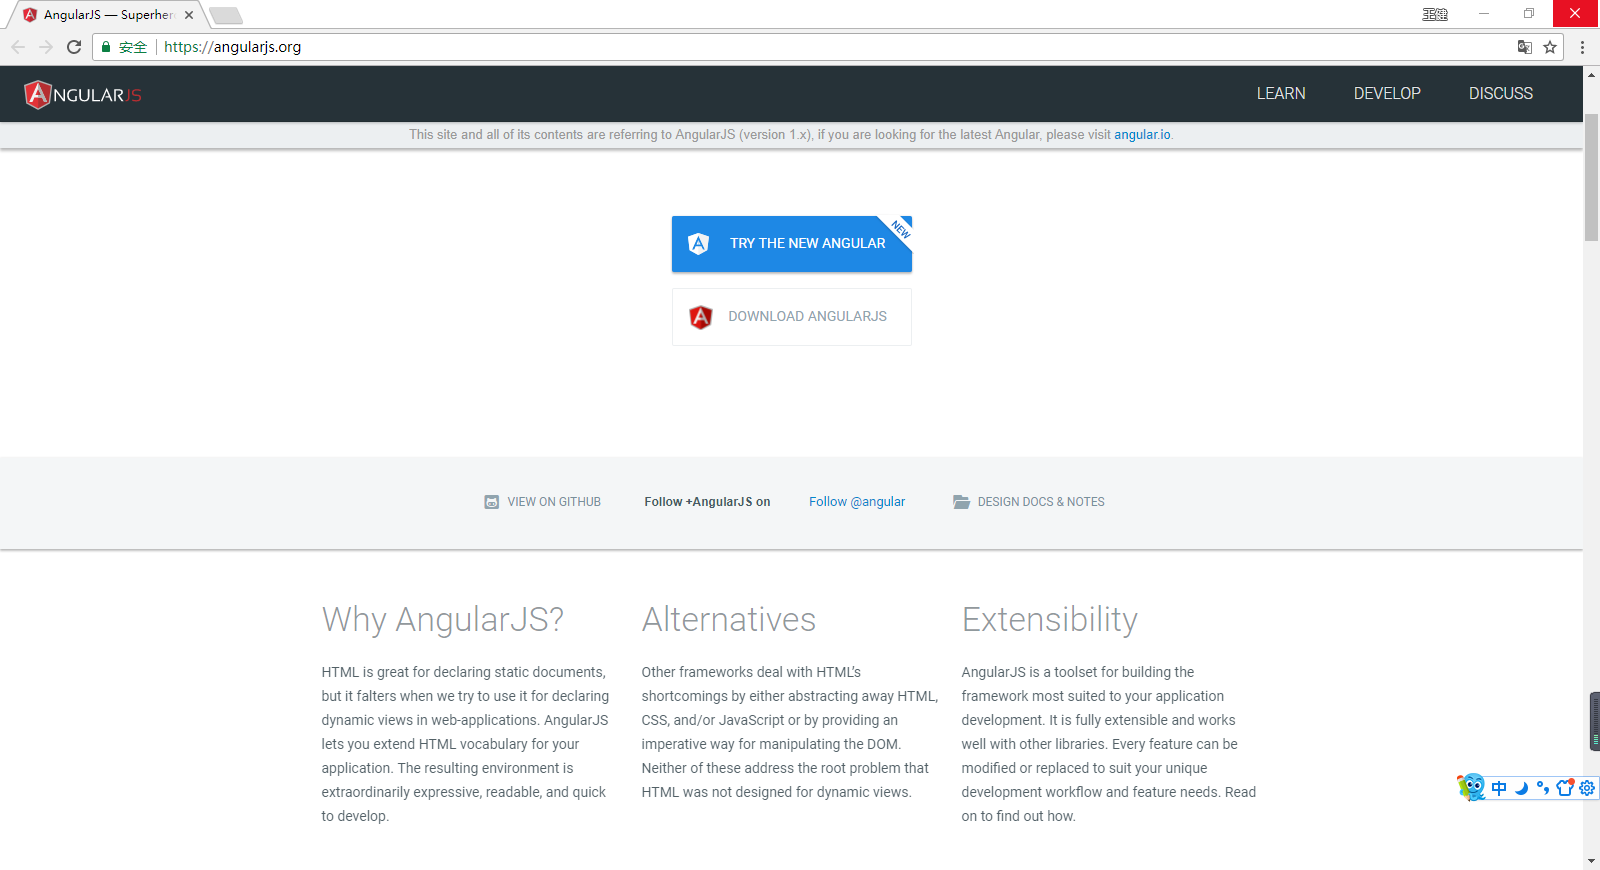 AngularJS — Superher
王健
安全 https://angularjs.org
ANGULARJS
LEARN DEVELOP DISCUSS
This site and all of its contents are referring to AngularJS (version 1.x), if you are looking for the latest Angular, please visit angular.io.
TRY THE NEW ANGULAR NEW
DOWNLOAD ANGULARJS
VIEW ON GITHUB Follow +AngularJS on Follow @angular DESIGN DOCS & NOTES
Why AngularJS?
HTML is great for declaring static documents,
but it falters when we try to use it for declaring
dynamic views in web-applications. AngularJS
lets you extend HTML vocabulary for your
application. The resulting environment is
extraordinarily expressive, readable, and quick
to develop.
Alternatives
Other frameworks deal with HTML’s
shortcomings by either abstracting away HTML,
CSS, and/or JavaScript or by providing an
imperative way for manipulating the DOM.
Neither of these address the root problem that
HTML was not designed for dynamic views.
Extensibility
AngularJS is a toolset for building the
framework most suited to your application
development. It is fully extensible and works
well with other libraries. Every feature can be
modified or replaced to suit your unique
development workflow and feature needs. Read
on to find out how.
中